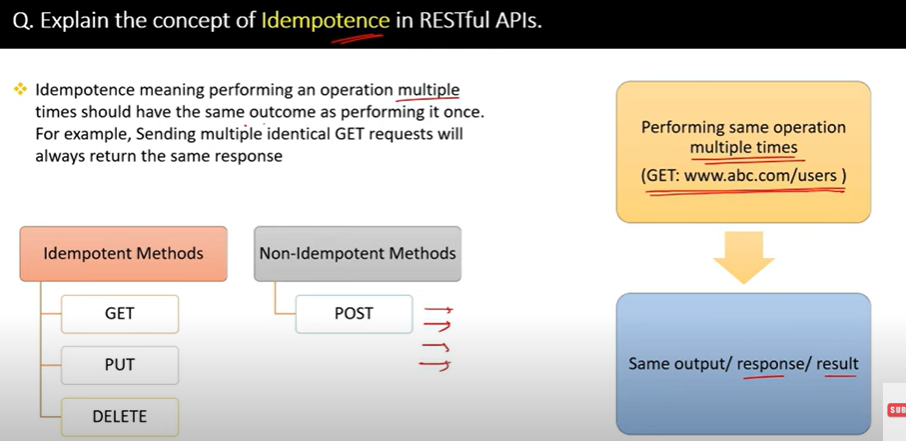 Q. Explain the concept of Idempotence in RESTful APIs.
Idempotence meaning performing an operation multiple
times should have the same outcome as performing it once.
For example, Sending multiple identical GET requests will
always return the same response
Performing same operation
multiple times
(GET: www.abc.com/users )
Idempotent Methods
Non-Idempotent Methods
GET
POST
PUT
DELETE
Same output/ response/ result
SUB